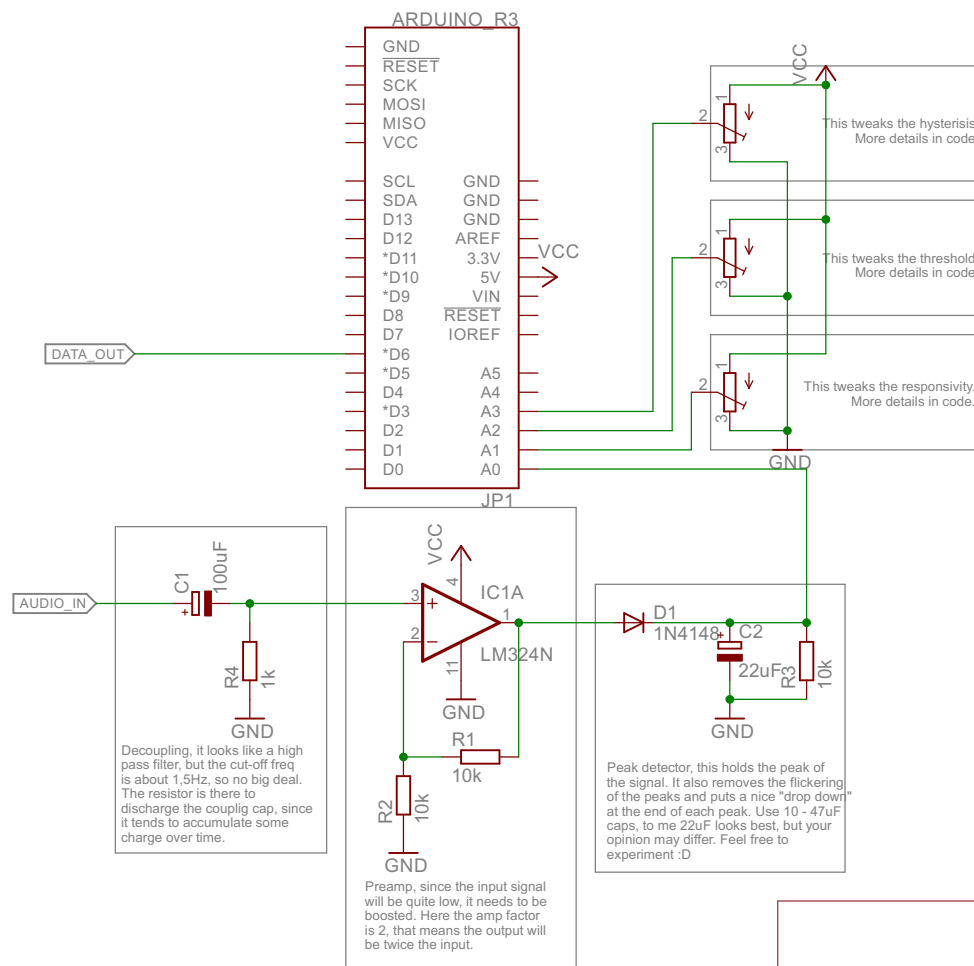 ARDUINO_R3
GND
RESET
SCK
MOSI
MISO
VCC
SCL
SDA
D13
D12
*D11
*D10
*D9
D8
D7
*D6
*D5
D4
*D3
D2
D1
D0
GND
GND
GND
AREF
3.3V
5V
VIN
RESET
IOREF
A5
A4
A3
A2
A1
A0
JP1
VCC
DATA_OUT
VCC
1
2
3
This tweaks the hysterisis
More details in code
1
2
3
This tweaks the threshold
More details in code
1
2
3
This tweaks the responsivity.
More details in code.
GND
AUDIO_IN
C1
100uF
+
R4
1k
GND
Decoupling, it looks like a high
pass filter, but the cut-off freq
is about 1,5Hz, so no big deal.
The resistor is there to
discharge the couplig cap, since
it tends to accumulate some
charge over time.
VCC
4
IC1A
3
+
1
2
−
LM324N
11
GND
R1
10k
R2
10k
GND
Preamp, since the input signal
will be quite low, it needs to be
boosted. Here the amp factor
is 2, that means the output will
be twice the input.
D1
1N4148
+
C2
22uF
R3
10k
GND
Peak detector, this holds the peak of
the signal. It also removes the flickering
of the peaks and puts a nice "drop down"
at the end of each peak. Use 10 - 47uF
caps, to me 22uF looks best, but your
opinion may differ. Feel free to
experiment :D